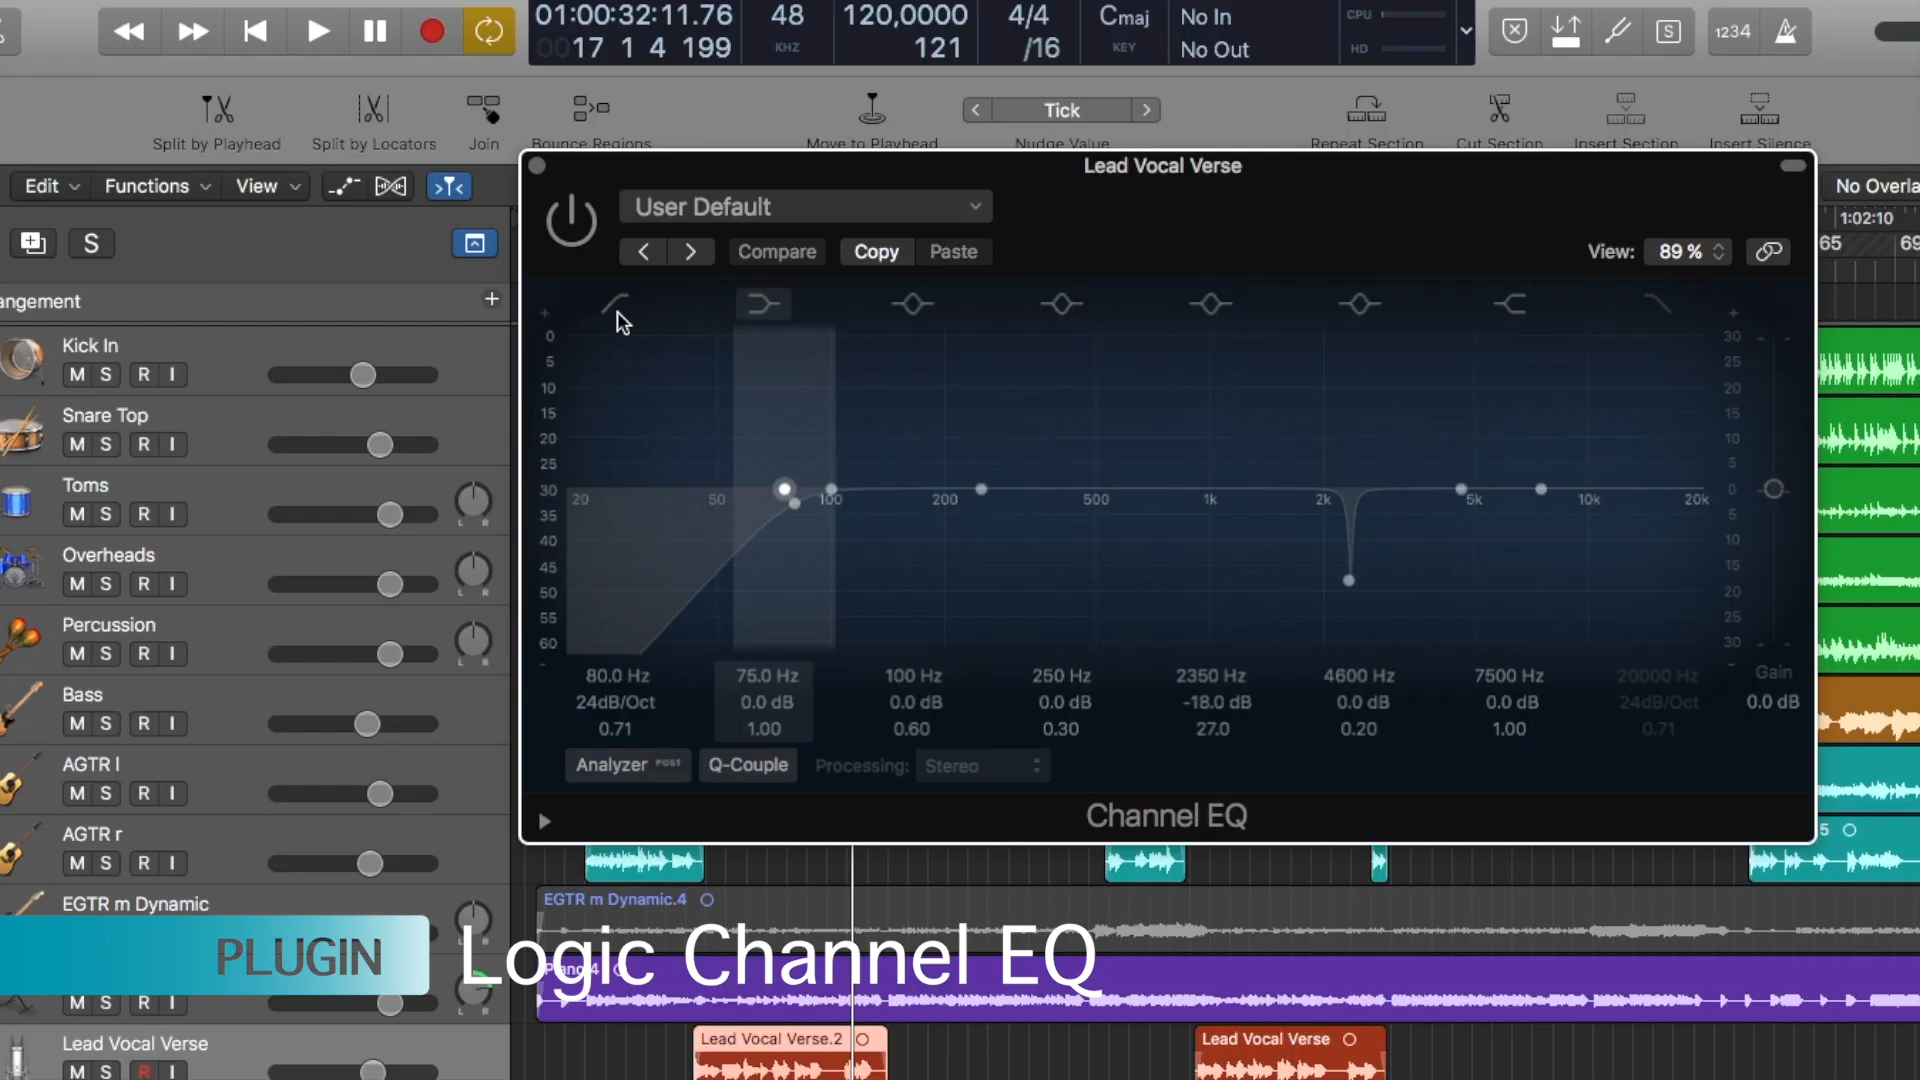 01:00:32:11.76 48 120,0000 4/4 Cmaj No In CPU
0017 1 4 199 KHZ 121 /16 KEY No Out HD
S 1234
Tick
Split by Playhead Split by Locators Join Bounce Regions Move to Playhead Nudge Value Repeat Section Cut Section Insert Section Insert Silence
Lead Vocal Verse
Edit Functions View No Overla
User Default
1:02:10
S Compare Copy Paste View: 89 % 65 69
angement +
+ +
0 30
5 25
10 20
15 15
20 10
25 5
30 20 50 100 200 500 1k 2k 5k 10k 20k 0
35 5
40 10
45 15
50 20
55 25
60 30
- -
80.0 Hz 75.0 Hz 100 Hz 250 Hz 2350 Hz 4600 Hz 7500 Hz 20000 Hz Gain
24dB/Oct 0.0 dB 0.0 dB 0.0 dB -18.0 dB 0.0 dB 0.0 dB 24dB/Oct 0.0 dB
0.71 1.00 0.60 0.30 27.0 0.20 1.00 0.71
Analyzer POST Q-Couple Processing: Stereo
Channel EQ
Kick In
M S R I
Snare Top
M S R I
Toms
M S R I L R
Overheads
M S R I L R
Percussion
M S R I L R
Bass
M S R I
AGTR l
M S R I
AGTR r 5
M S R I
EGTR m Dynamic EGTR m Dynamic.4
PLUGIN Logic Channel EQ
M S R I L R
Lead Vocal Verse Lead Vocal Verse.2 Lead Vocal Verse
M S R I